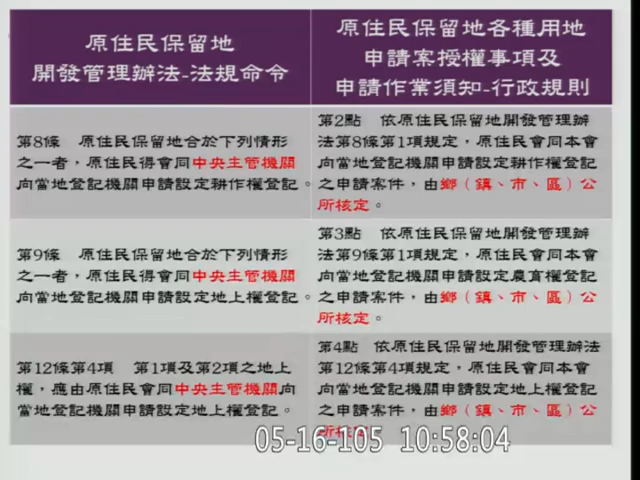 原住民保留地
開發管理辦法-法規命令
原住民保留地各種用地
申請案授權事項及
申請作業須知-行政規則
第8條　原住民保留地合於下列情形
之一者，原住民得會同中央主管機關
向當地登記機關申請設定耕作權登記。
第2點　依原住民保留地開發管理辦
法第8條第1項規定，原住民會同本會
向當地登記機關申請設定耕作權登記
之申請案件，由鄉（鎮、市、區）公
所核定。
第9條　原住民保留地合於下列情形
之一者，原住民得會同中央主管機關
向當地登記機關申請設定地上權登記。
第3點　依原住民保留地開發管理辦
法第9條第1項規定，原住民會同本會
向當地登記機關申請設定農育權登記
之申請案件，由鄉（鎮、市、區）公
所核定。
第12條第4項　第1項及第2項之地上
權，應由原住民會同中央主管機關向
當地登記機關申請設定地上權登記。
第4點　依原住民保留地開發管理辦法
第12條第4項規定，原住民會同本會
向當地登記機關申請設定地上權登記
之申請案件，由鄉（鎮、市、區）公
所核定。
05-16-105 10:58:04